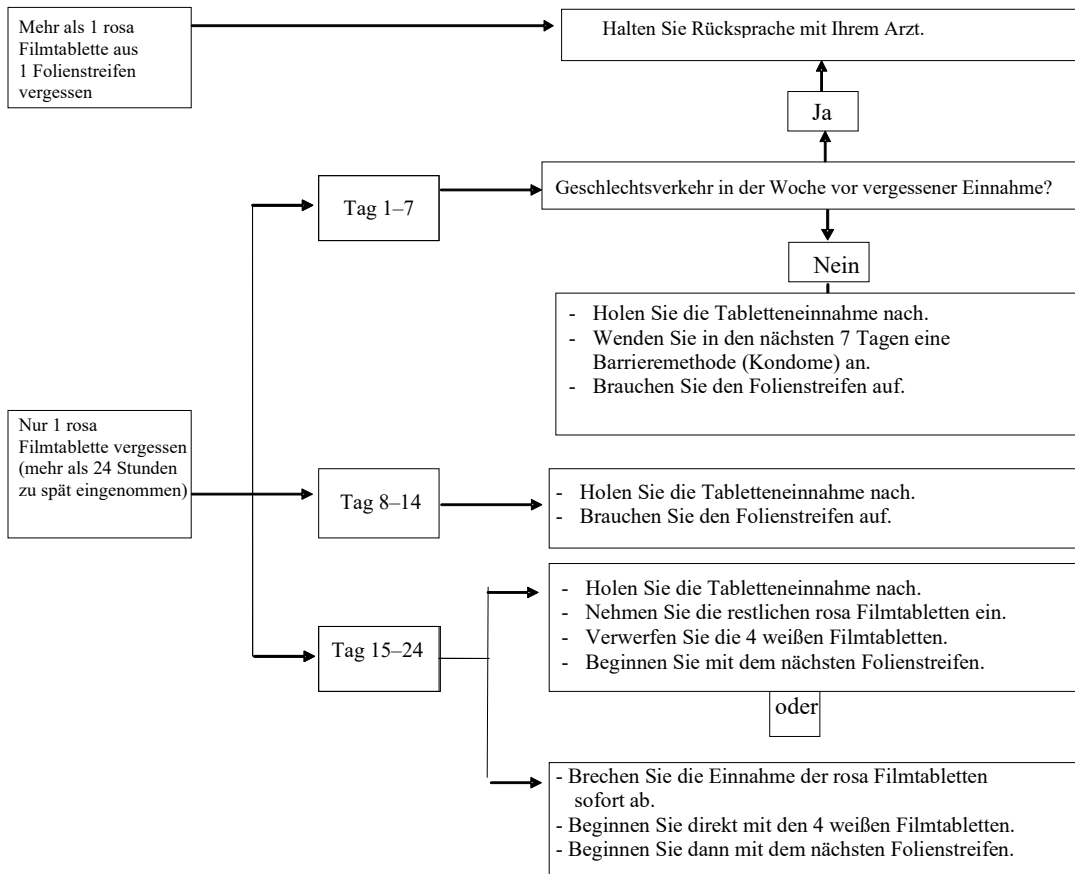 Mehr als 1 rosa
Filmtablette aus
1 Folienstreifen
vergessen
Halten Sie Rücksprache mit Ihrem Arzt.
Ja
Geschlechtsverkehr in der Woche vor vergessener Einnahme?
Tag 1–7
Nein
- Holen Sie die Tabletteneinnahme nach.
- Wenden Sie in den nächsten 7 Tagen eine
Barrieremethode (Kondome) an.
- Brauchen Sie den Folienstreifen auf.
Nur 1 rosa
Filmtablette vergessen
(mehr als 24 Stunden
zu spät eingenommen)
Tag 8–14
- Holen Sie die Tabletteneinnahme nach.
- Brauchen Sie den Folienstreifen auf.
Tag 15–24
- Holen Sie die Tabletteneinnahme nach.
- Nehmen Sie die restlichen rosa Filmtabletten ein.
- Verwerfen Sie die 4 weißen Filmtabletten.
- Beginnen Sie mit dem nächsten Folienstreifen.
oder
- Brechen Sie die Einnahme der rosa Filmtabletten
sofort ab.
- Beginnen Sie direkt mit den 4 weißen Filmtabletten.
- Beginnen Sie dann mit dem nächsten Folienstreifen.